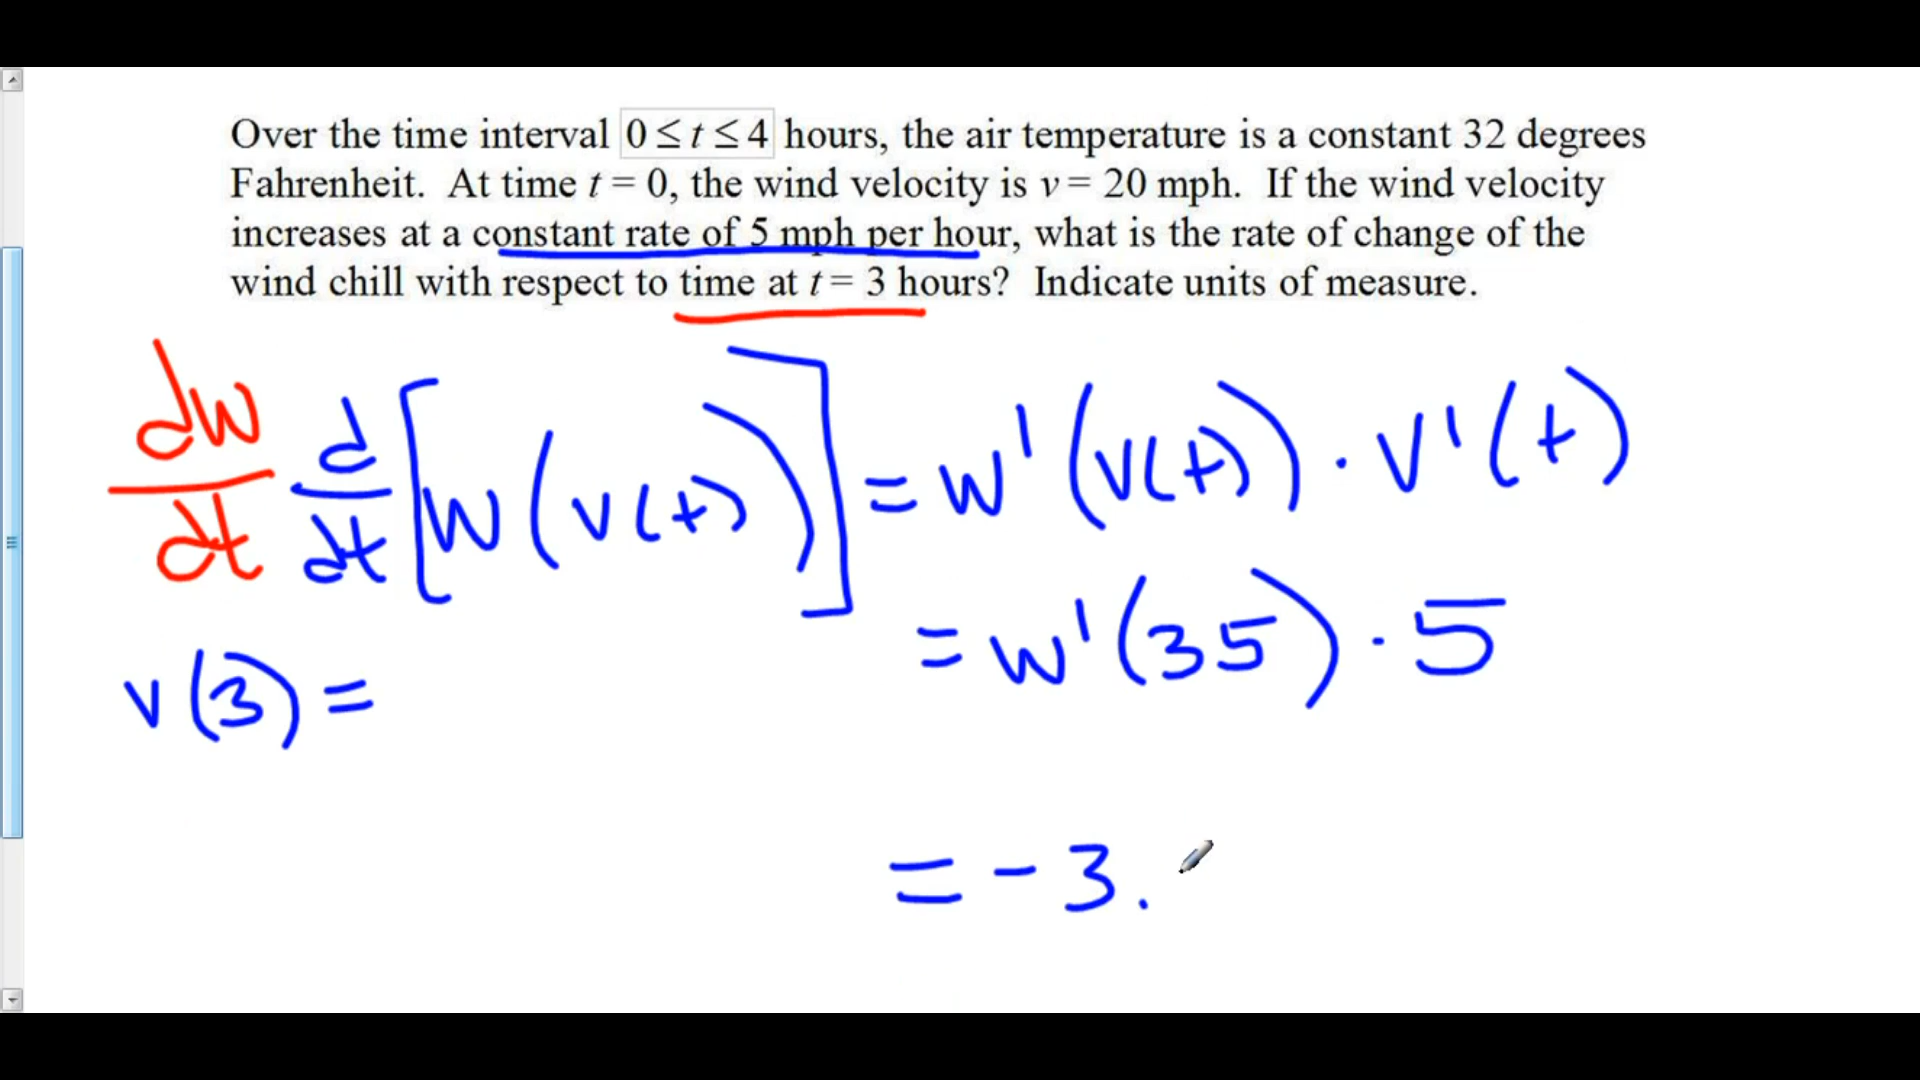 Over the time interval 0 ≤ t ≤ 4 hours, the air temperature is a constant 32 degrees
Fahrenheit. At time t = 0, the wind velocity is v = 20 mph. If the wind velocity
increases at a constant rate of 5 mph per hour, what is the rate of change of the
wind chill with respect to time at t = 3 hours? Indicate units of measure.
dw/dt d/dt [W(v(t))] = w'(v(t)) · v'(t)
= w'(35) · 5
v(3) =
= -3.